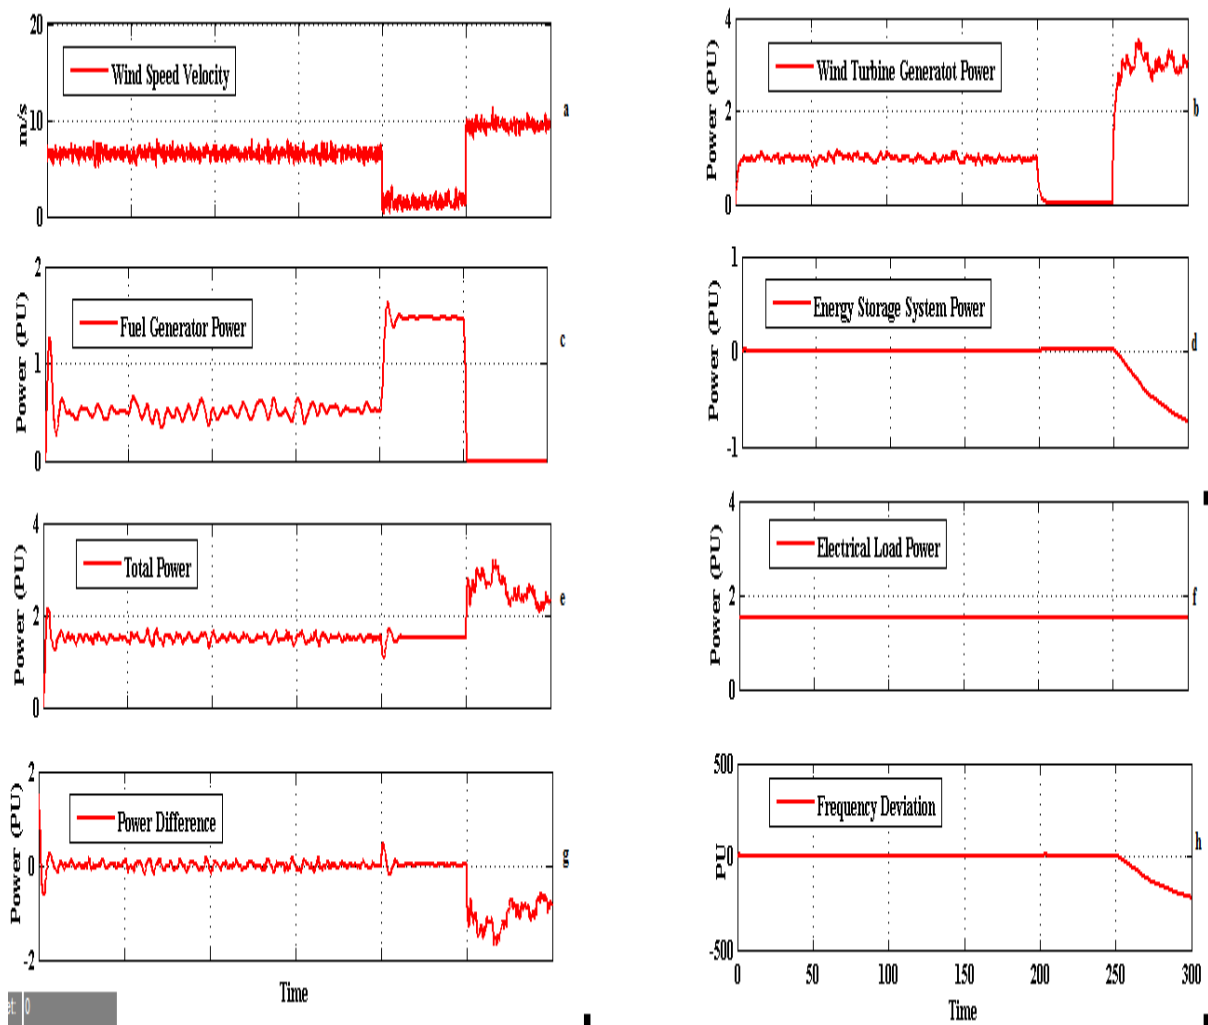 20
10
0
m/s
Wind Speed Velocity
a
4
2
0
Power (PU)
Wind Turbine Generatot Power
b
2
1
0
Power (PU)
Fuel Generator Power
c
1
0
-1
Power (PU)
Energy Storage System Power
d
4
2
0
Power (PU)
Total Power
e
4
2
0
Power (PU)
Electrical Load Power
f
2
0
-2
Power (PU)
Power Difference
g
Time
500
0
-500
PU
Frequency Deviation
h
0 50 100 150 200 250 300
Time
et 0